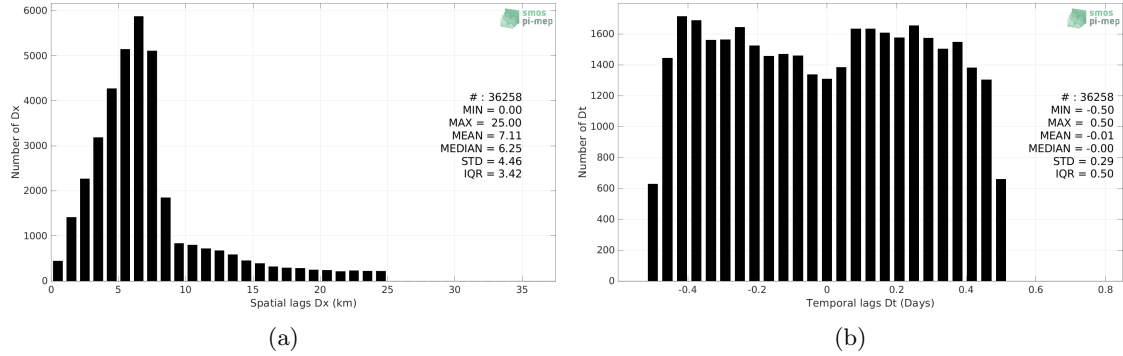 6000
5000
4000
3000
2000
1000
0
Number of Dx
0 5 10 15 20 25 30 35
Spatial lags Dx (km)
smos
pi-mep
# : 36258
MIN = 0.00
MAX = 25.00
MEAN = 7.11
MEDIAN = 6.25
STD = 4.46
IQR = 3.42
(a)
1600
1400
1200
1000
800
600
400
200
0
Number of Dt
-0.4 -0.2 0 0.2 0.4 0.6 0.8
Temporal lags Dt (Days)
smos
pi-mep
# : 36258
MIN = -0.50
MAX = 0.50
MEAN = -0.01
MEDIAN = -0.00
STD = 0.29
IQR = 0.50
(b)